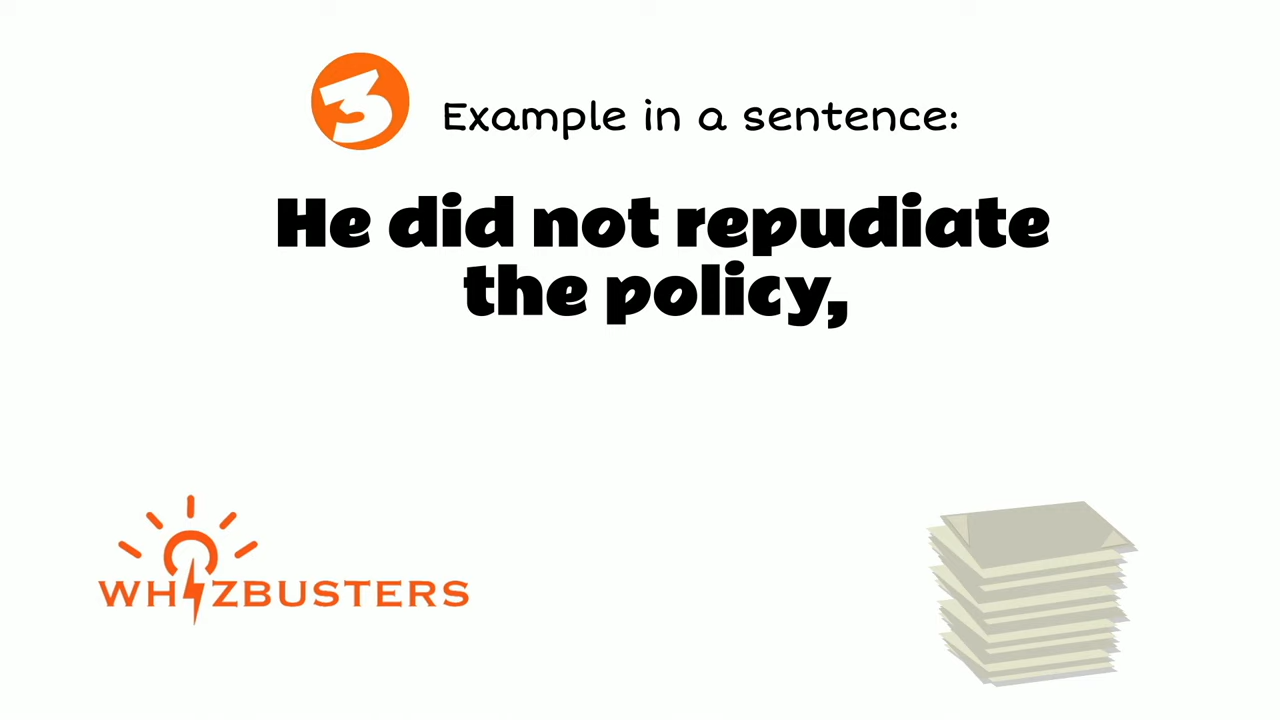 3 Example in a sentence:
He did not repudiate
the policy,
WHIZBUSTERS